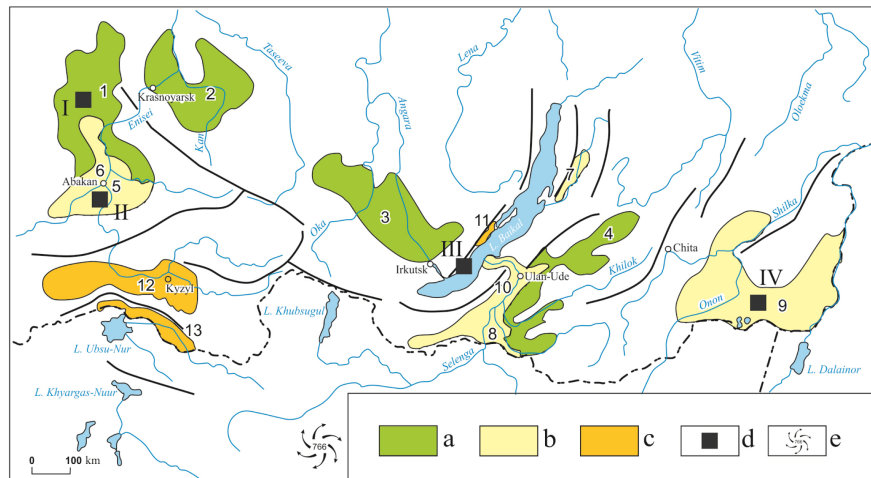 Taseeva
Lena
Vitim
Olockma
1
I
2
Krasnoyarsk
Angara
Enisei
Kan
6
7
Abakan
5
Shilka
II
3
11
4
Oka
L. Baikal
III
Chita
Irkutsk
Ulan-Ude
Khilok
IV
12
Kyzyl
10
Onon
9
L. Khubsugul
13
8
L. Ubsu-Nur
Selenga
L. Dalainor
L. Khyargas-Nuur
766
a
b
c
d
766
e
0 100 km